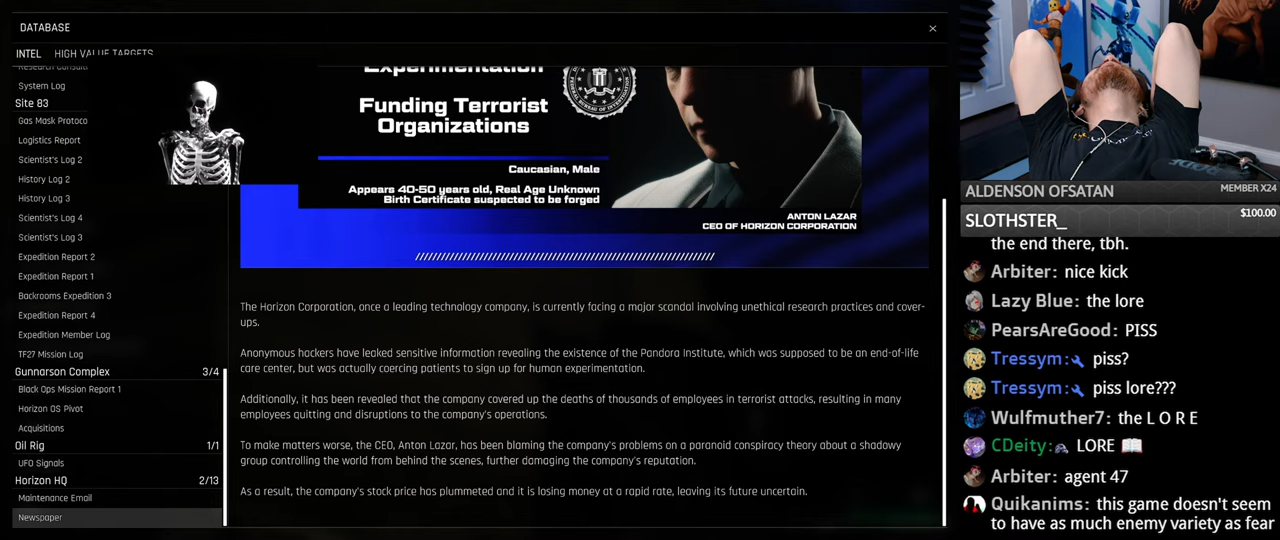 DATABASE
INTEL HIGH VALUE TARGETS
System Log
Site 83
Gas Mask Protoco
Logistics Report
Scientist's Log 2
History Log 2
History Log 3
Scientist's Log 4
Scientist's Log 3
Expedition Report 2
Expedition Report 1
Backrooms Expedition 3
Expedition Report 4
Expedition Member Log
TF27 Mission Log
Gunnarson Complex 3/4
Black Ops Mission Report 1
Horizon OS Pivot
Acquisitions
Oil Rig 1/1
UFO Signals
Horizon HQ 2/13
Maintenance Email
Newspaper
Experimentation
Funding Terrorist
Organizations
Caucasian, Male
Appears 40-50 years old, Real Age Unknown
Birth Certificate suspected to be forged
ANTON LAZAR
CEO OF HORIZON CORPORATION
The Horizon Corporation, once a leading technology company, is currently facing a major scandal involving unethical research practices and cover-
ups.
Anonymous hackers have leaked sensitive information revealing the existence of the Pandora Institute, which was supposed to be an end-of-life
care center, but was actually coercing patients to sign up for human experimentation.
Additionally, it has been revealed that the company covered up the deaths of thousands of employees in terrorist attacks, resulting in many
employees quitting and disruptions to the company's operations.
To make matters worse, the CEO, Anton Lazar, has been blaming the company's problems on a paranoid conspiracy theory about a shadowy
group controlling the world from behind the scenes, further damaging the company's reputation.
As a result, the company's stock price has plummeted and it is losing money at a rapid rate, leaving its future uncertain.
RODE
ALDENSON OFSATAN MEMBER X24
SLOTHSTER_ $100.00
the end there, tbh.
Arbiter: nice kick
Lazy Blue: the lore
PearsAreGood: PISS
Tressym: piss?
Tressym: piss lore???
Wulfmuther7: the L O R E
CDeity: LORE 📖
Arbiter: agent 47
Quikanims: this game doesn't seem
to have as much enemy variety as fear